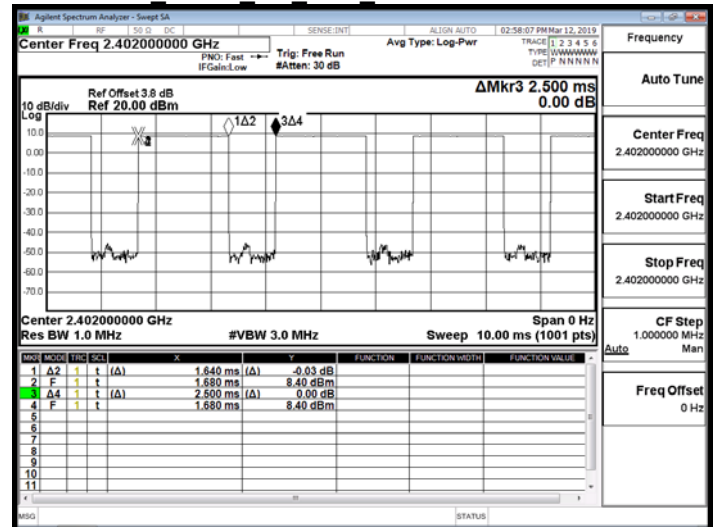 Agilent Spectrum Analyzer - Swept SA
R RF 50 Ω DC SENSE:INT ALIGN AUTO 02:58:07 PM Mar 12, 2019
Center Freq 2.402000000 GHz
PNO: Fast
IFGain:Low
Trig: Free Run
#Atten: 30 dB
Avg Type: Log-Pwr
TRACE 1 2 3 4 5 6
TYPE WWWWWW
DET P N N N N N
Frequency
Auto Tune
Ref Offset 3.8 dB
10 dB/div Ref 20.00 dBm
ΔMkr3 2.500 ms
0.00 dB
Log
1Δ2
3Δ4
10.0
0.00
-10.0
-20.0
-30.0
-40.0
-50.0
-60.0
-70.0
Center 2.402000000 GHz Span 0 Hz
Res BW 1.0 MHz #VBW 3.0 MHz Sweep 10.00 ms (1001 pts)
Center Freq
2.402000000 GHz
Start Freq
2.402000000 GHz
Stop Freq
2.402000000 GHz
CF Step
1.000000 MHz
Auto Man
Freq Offset
0 Hz
MKR MODE TRC SCL X Y FUNCTION FUNCTION WIDTH FUNCTION VALUE
1 Δ2 1 t (Δ) 1.640 ms (Δ) -0.03 dB
2 F 1 t 1.680 ms 8.40 dBm
3 Δ4 1 t (Δ) 2.500 ms (Δ) 0.00 dB
4 F 1 t 1.680 ms 8.40 dBm
5
6
7
8
9
10
11
MSG STATUS